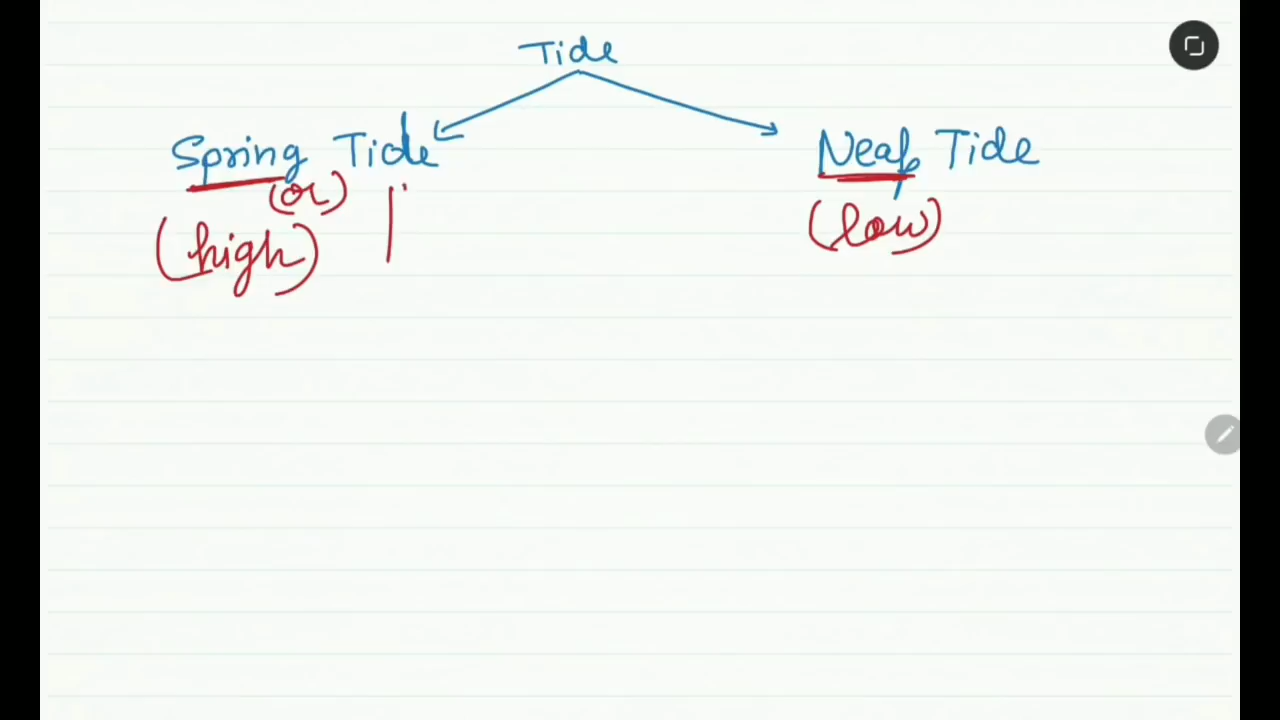 Tide
Spring Tide
Neap Tide
(or)
(high)
(low)